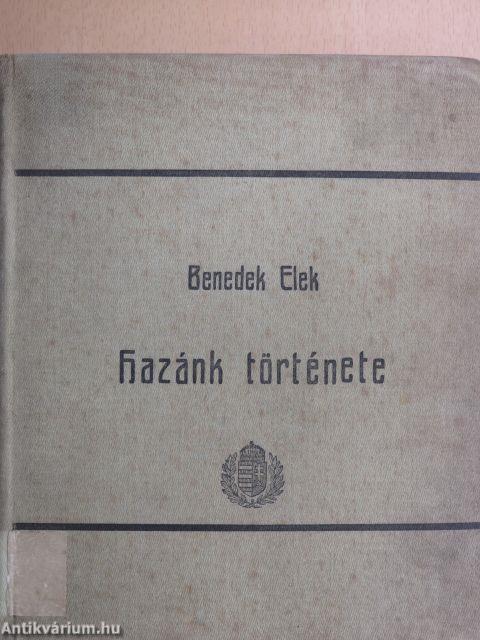 Benedek Elek
Hazánk története
Antikvárium.hu